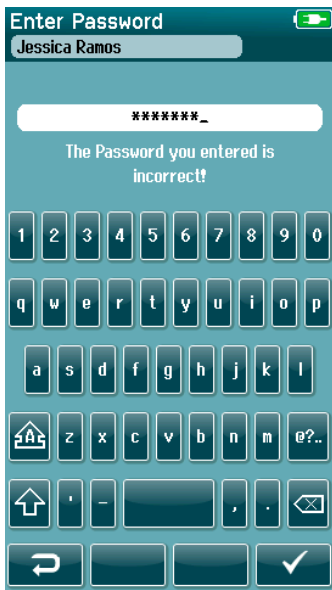 Enter Password
Jessica Ramos
*******_
The Password you entered is
incorrect!
1 2 3 4 5 6 7 8 9 0
q w e r t y u i o p
a s d f g h j k l
A z x c v b n m @?..
' - , .